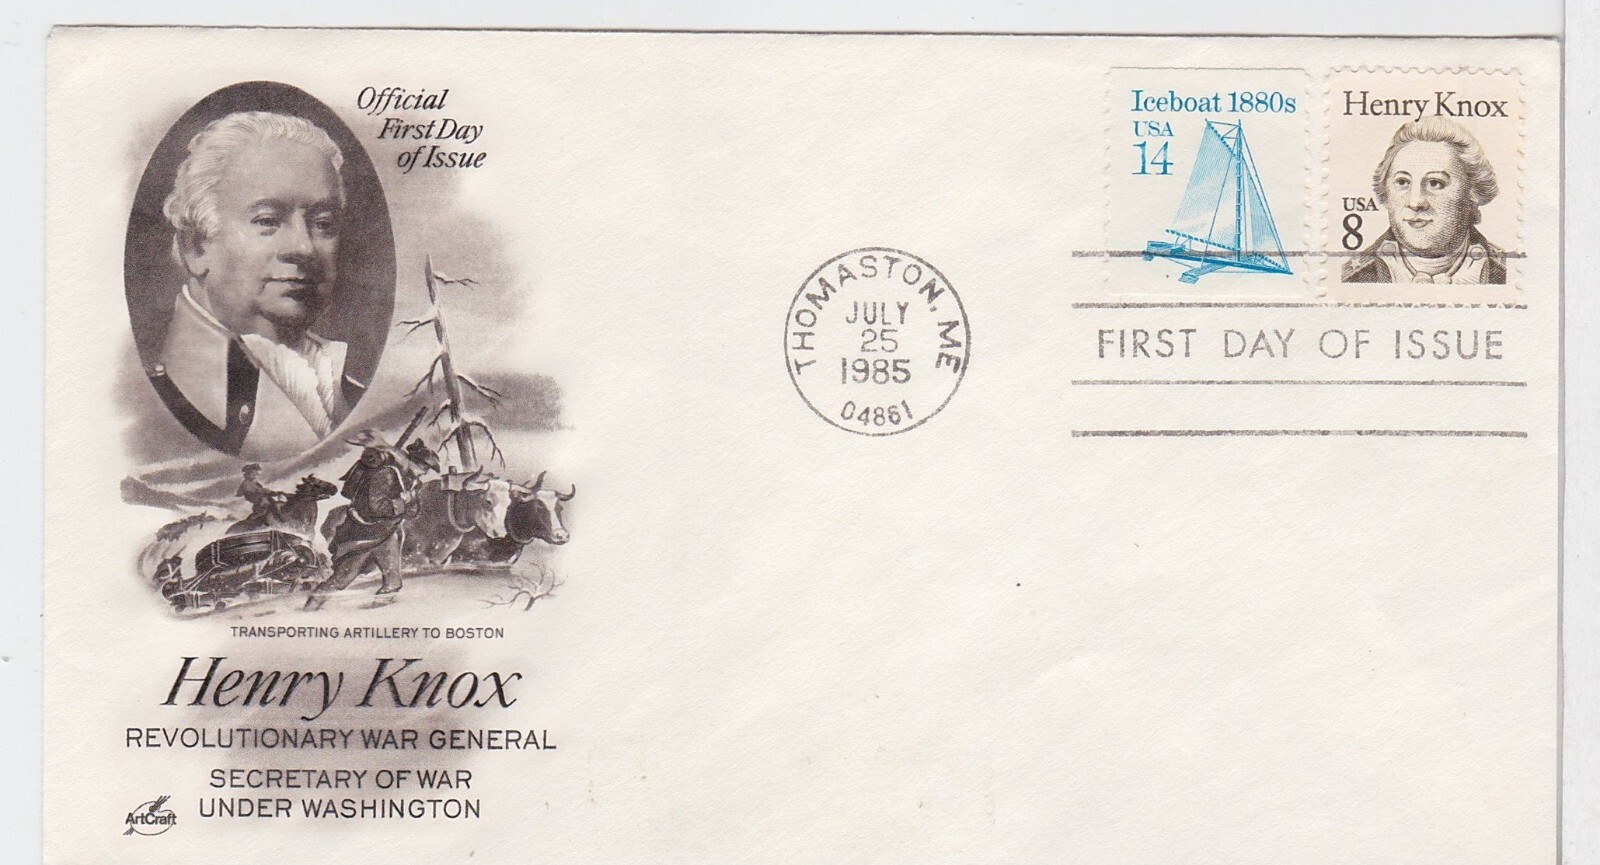 Official
First Day
of Issue
TRANSPORTING ARTILLERY TO BOSTON
Henry Knox
REVOLUTIONARY WAR GENERAL
SECRETARY OF WAR
UNDER WASHINGTON
ArtCraft
THOMASTON, ME
JULY
25
1985
04861
Iceboat 1880s
USA
14
Henry Knox
USA
8
FIRST DAY OF ISSUE